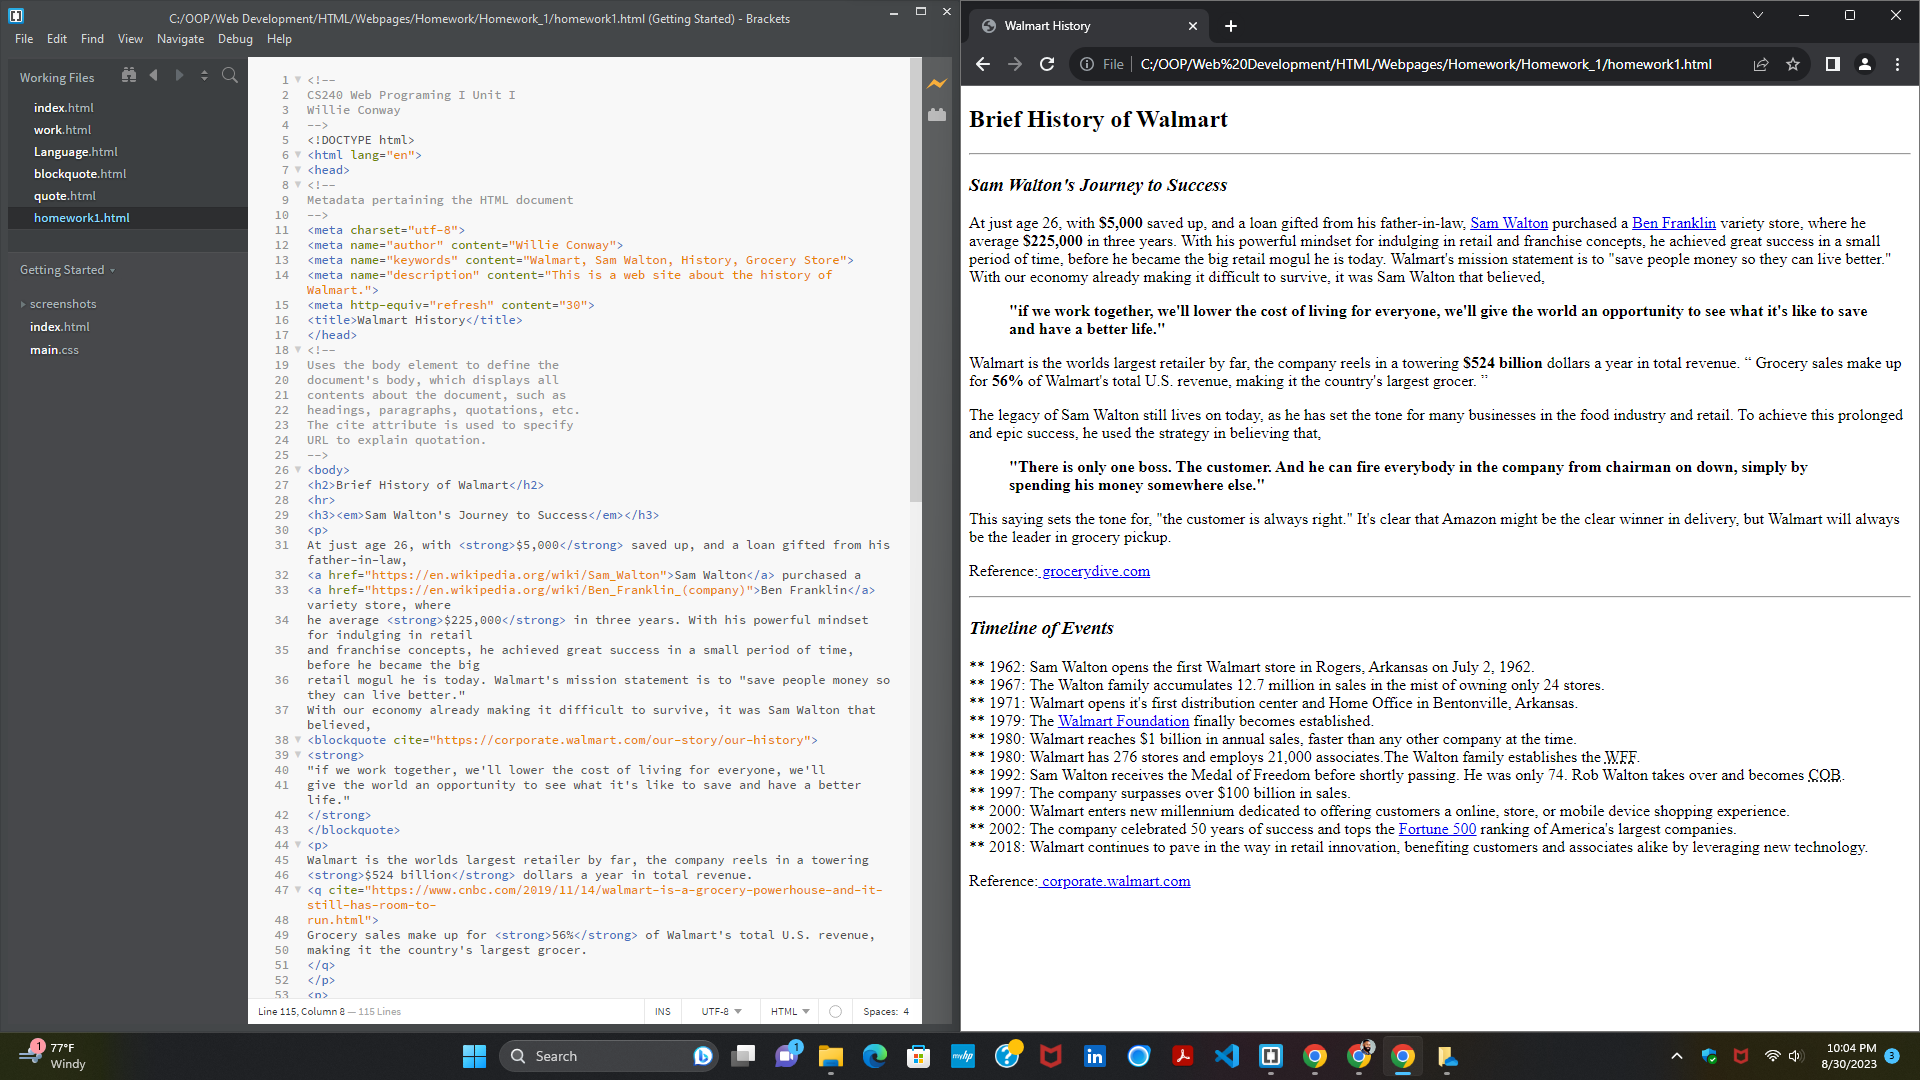 C:/OOP/Web Development/HTML/Webpages/Homework/Homework_1/homework1.html (Getting Started) - Brackets
File Edit Find View Navigate Debug Help
Working Files
index.html
work.html
Language.html
blockquote.html
quote.html
homework1.html
Getting Started
screenshots
index.html
main.css
1 <!--
2 CS240 Web Programing I Unit I
3 Willie Conway
4 -->
5 <!DOCTYPE html>
6 <html lang="en">
7 <head>
8 <!--
9 Metadata pertaining the HTML document
10 -->
11 <meta charset="utf-8">
12 <meta name="author" content="Willie Conway">
13 <meta name="keywords" content="Walmart, Sam Walton, History, Grocery Store">
14 <meta name="description" content="This is a web site about the history of
Walmart.">
15 <meta http-equiv="refresh" content="30">
16 <title>Walmart History</title>
17 </head>
18 <!--
19 Uses the body element to define the
20 document's body, which displays all
21 contents about the document, such as
22 headings, paragraphs, quotations, etc.
23 The cite attribute is used to specify
24 URL to explain quotation.
25 -->
26 <body>
27 <h2>Brief History of Walmart</h2>
28 <hr>
29 <h3><em>Sam Walton's Journey to Success</em></h3>
30 <p>
31 At just age 26, with <strong>$5,000</strong> saved up, and a loan gifted from his
father-in-law,
32 <a href="https://en.wikipedia.org/wiki/Sam_Walton">Sam Walton</a> purchased a
33 <a href="https://en.wikipedia.org/wiki/Ben_Franklin_(company)">Ben Franklin</a>
variety store, where
34 he average <strong>$225,000</strong> in three years. With his powerful mindset
for indulging in retail
35 and franchise concepts, he achieved great success in a small period of time,
before he became the big
36 retail mogul he is today. Walmart's mission statement is to "save people money so
they can live better."
37 With our economy already making it difficult to survive, it was Sam Walton that
believed,
38 <blockquote cite="https://corporate.walmart.com/our-story/our-history">
39 <strong>
40 "if we work together, we'll lower the cost of living for everyone, we'll
41 give the world an opportunity to see what it's like to save and have a better
life."
42 </strong>
43 </blockquote>
44 <p>
45 Walmart is the worlds largest retailer by far, the company reels in a towering
46 <strong>$524 billion</strong> dollars a year in total revenue.
47 <q cite="https://www.cnbc.com/2019/11/14/walmart-is-a-grocery-powerhouse-and-it-
still-has-room-to-
48 run.html">
49 Grocery sales make up for <strong>56%</strong> of Walmart's total U.S. revenue,
50 making it the country's largest grocer.
51 </q>
52 </p>
53 <p>
Line 115, Column 8 — 115 Lines
INS UTF-8 HTML Spaces: 4
Walmart History
File C:/OOP/Web%20Development/HTML/Webpages/Homework/Homework_1/homework1.html
Brief History of Walmart
Sam Walton's Journey to Success
At just age 26, with $5,000 saved up, and a loan gifted from his father-in-law, Sam Walton purchased a Ben Franklin variety store, where he
average $225,000 in three years. With his powerful mindset for indulging in retail and franchise concepts, he achieved great success in a small
period of time, before he became the big retail mogul he is today. Walmart's mission statement is to "save people money so they can live better."
With our economy already making it difficult to survive, it was Sam Walton that believed,
"if we work together, we'll lower the cost of living for everyone, we'll give the world an opportunity to see what it's like to save
and have a better life."
Walmart is the worlds largest retailer by far, the company reels in a towering $524 billion dollars a year in total revenue. “ Grocery sales make up
for 56% of Walmart's total U.S. revenue, making it the country's largest grocer. ”
The legacy of Sam Walton still lives on today, as he has set the tone for many businesses in the food industry and retail. To achieve this prolonged
and epic success, he used the strategy in believing that,
"There is only one boss. The customer. And he can fire everybody in the company from chairman on down, simply by
spending his money somewhere else."
This saying sets the tone for, "the customer is always right." It's clear that Amazon might be the clear winner in delivery, but Walmart will always
be the leader in grocery pickup.
Reference: grocerydive.com
Timeline of Events
** 1962: Sam Walton opens the first Walmart store in Rogers, Arkansas on July 2, 1962.
** 1967: The Walton family accumulates 12.7 million in sales in the mist of owning only 24 stores.
** 1971: Walmart opens it's first distribution center and Home Office in Bentonville, Arkansas.
** 1979: The Walmart Foundation finally becomes established.
** 1980: Walmart reaches $1 billion in annual sales, faster than any other company at the time.
** 1980: Walmart has 276 stores and employs 21,000 associates.The Walton family establishes the WFF.
** 1992: Sam Walton receives the Medal of Freedom before shortly passing. He was only 74. Rob Walton takes over and becomes COB.
** 1997: The company surpasses over $100 billion in sales.
** 2000: Walmart enters new millennium dedicated to offering customers a online, store, or mobile device shopping experience.
** 2002: The company celebrated 50 years of success and tops the Fortune 500 ranking of America's largest companies.
** 2018: Walmart continues to pave in the way in retail innovation, benefiting customers and associates alike by leveraging new technology.
Reference: corporate.walmart.com
1
77°F
Windy
Search
1
myhp
10:04 PM
8/30/2023
3